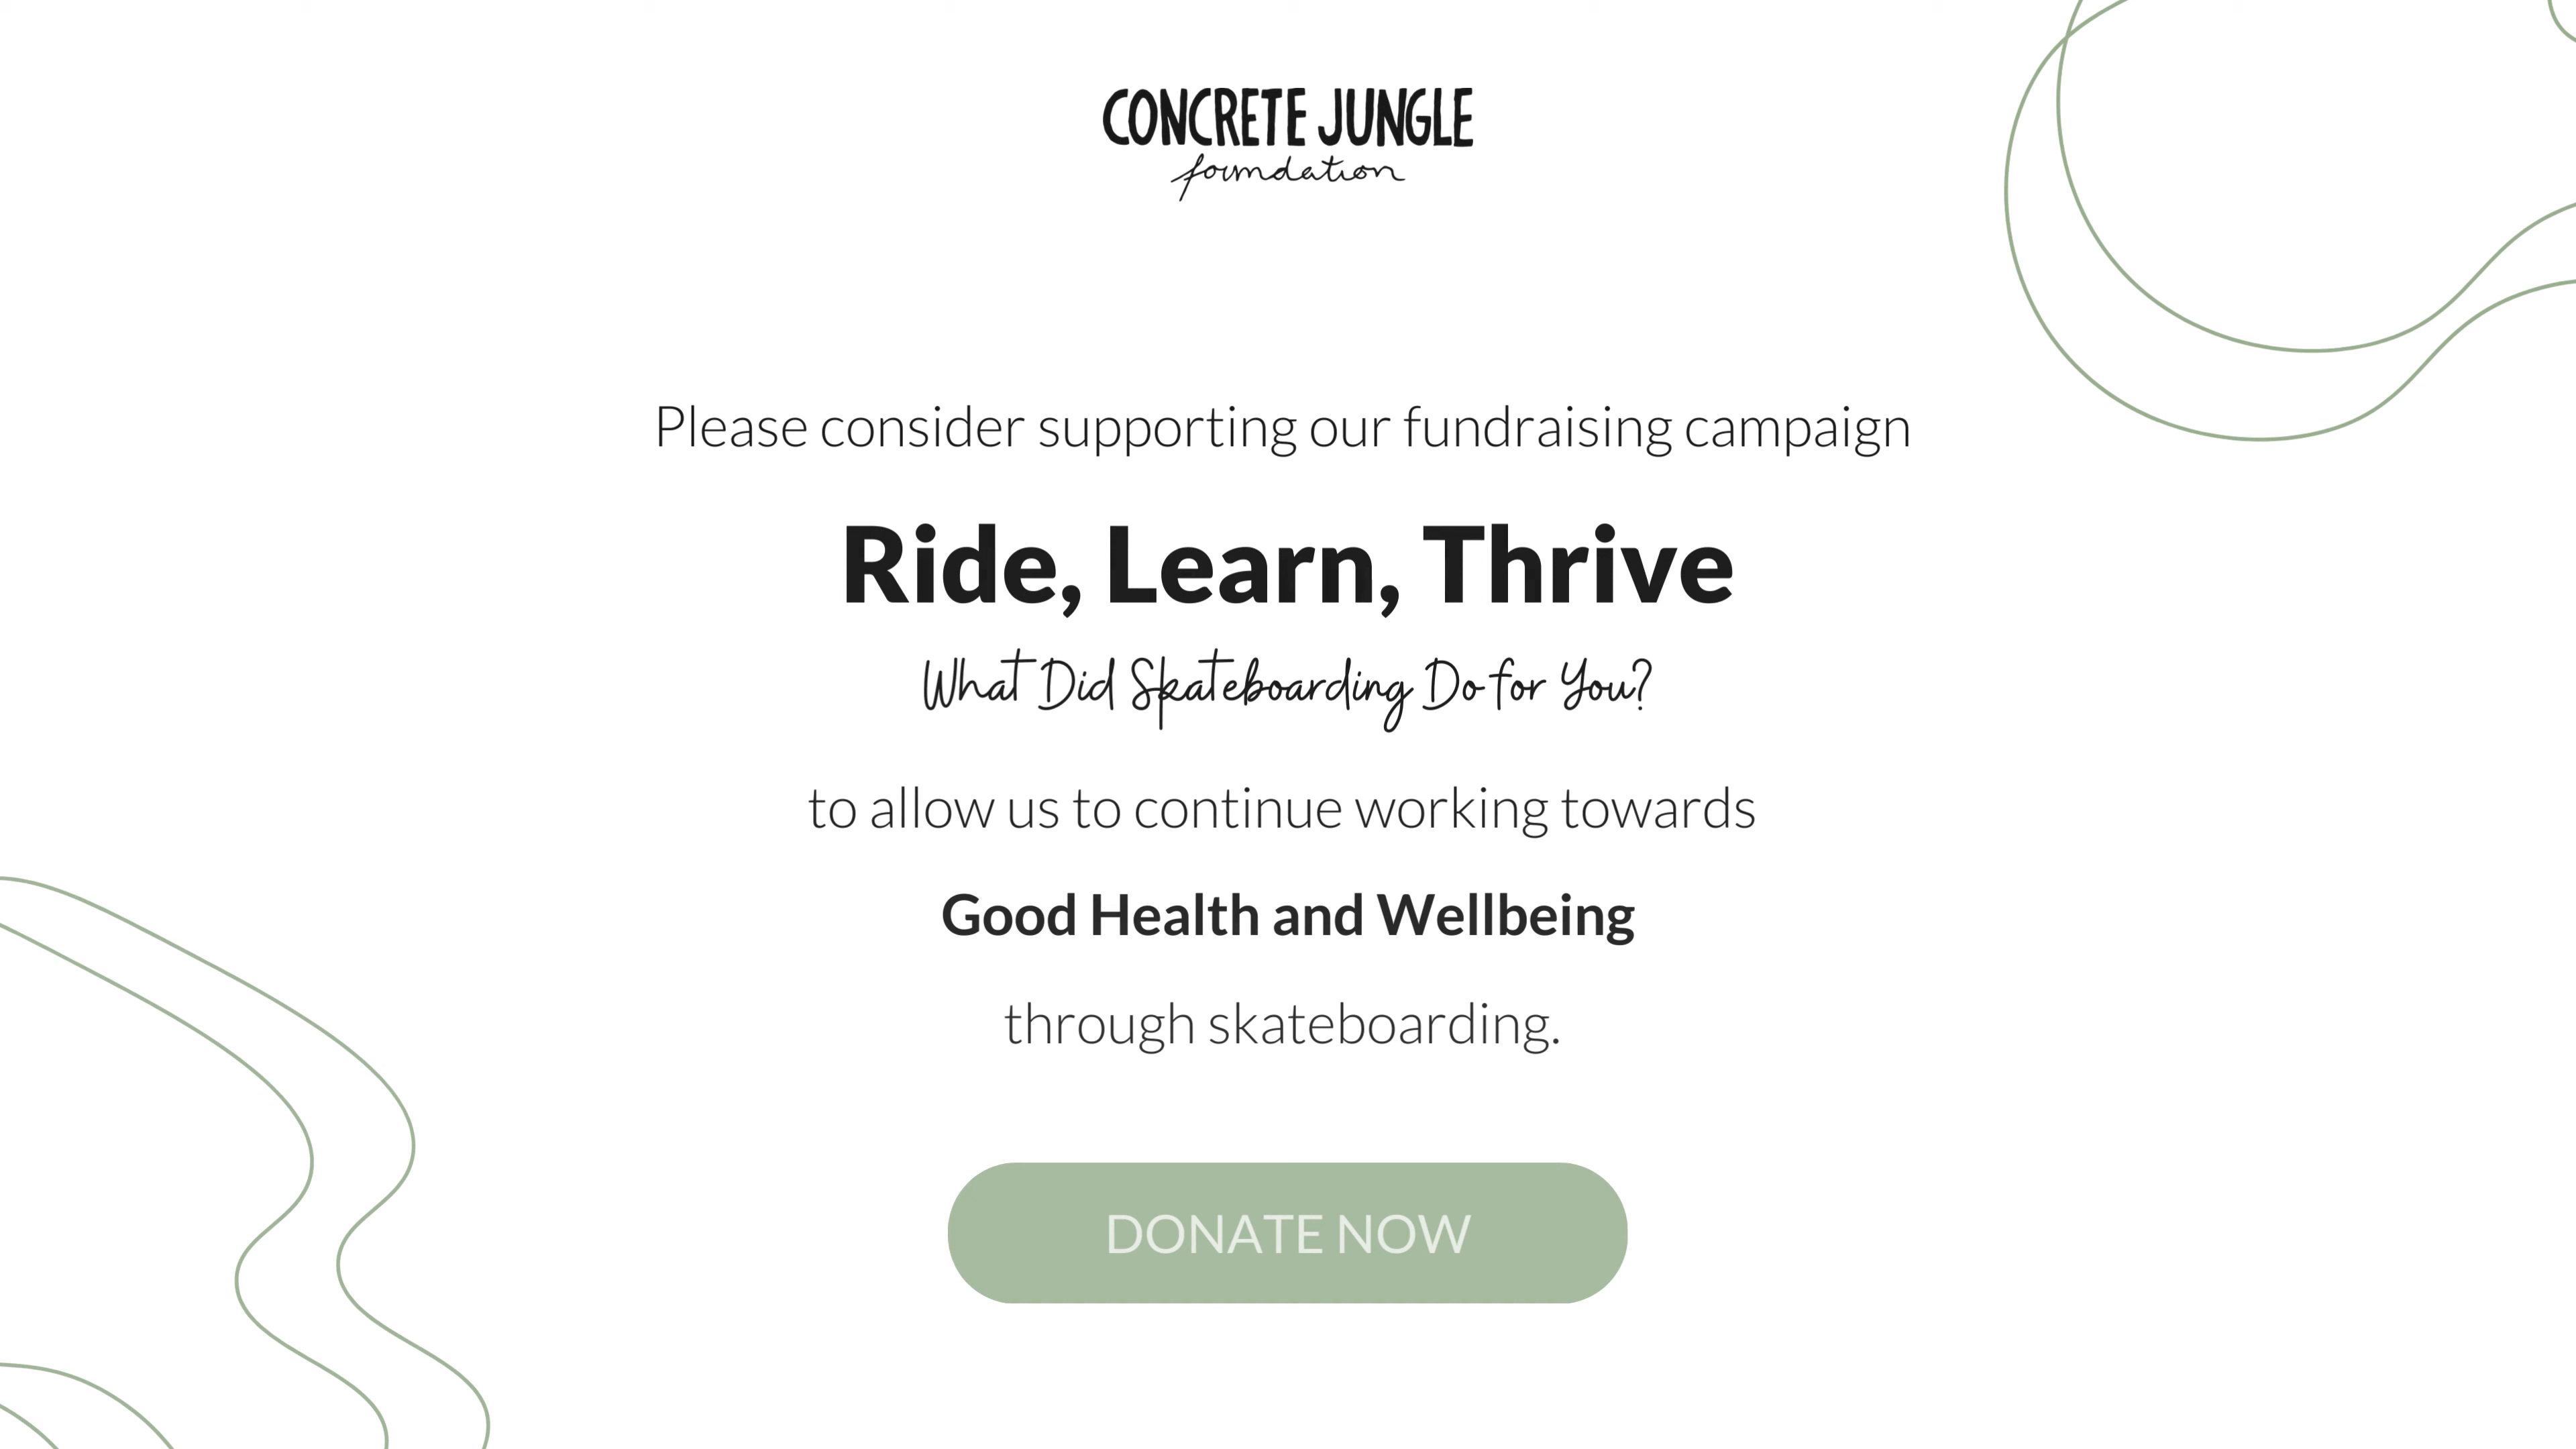 CONCRETE JUNGLE
foundation
Please consider supporting our fundraising campaign
Ride, Learn, Thrive
What Did Skateboarding Do for You?
to allow us to continue working towards
Good Health and Wellbeing
through skateboarding.
DONATE NOW